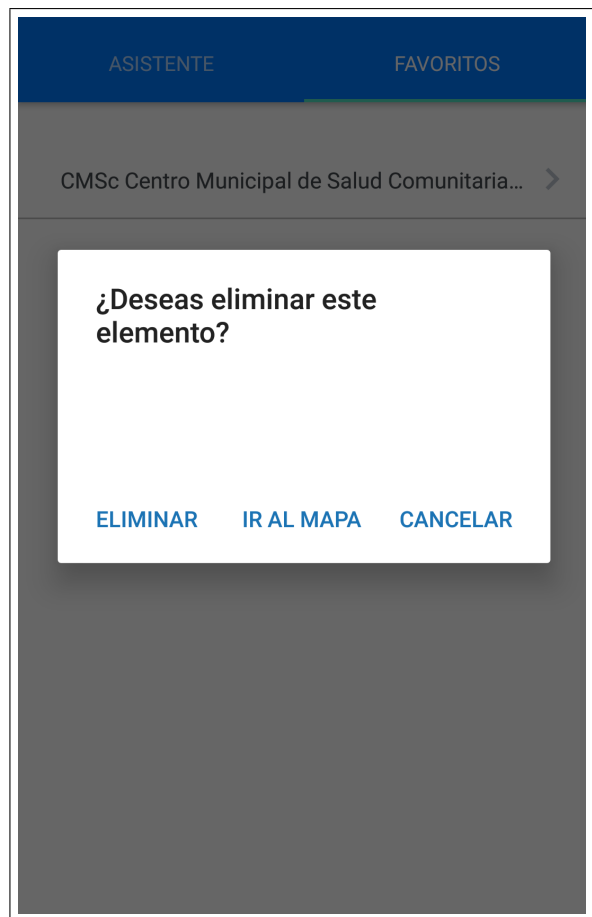 ASISTENTE FAVORITOS
CMSc Centro Municipal de Salud Comunitaria...
¿Deseas eliminar este
elemento?
ELIMINAR IR AL MAPA CANCELAR